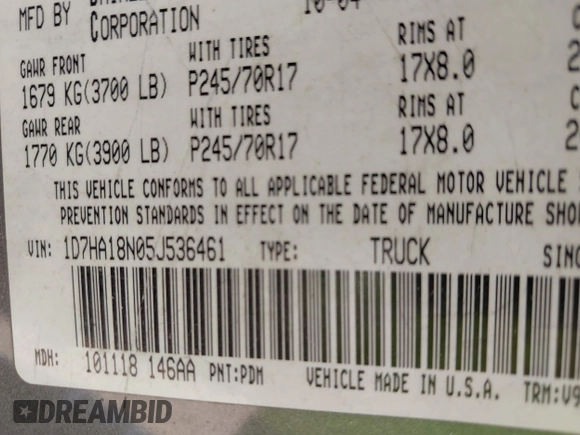 MFD BY
10-04
CORPORATION
GAWR FRONT WITH TIRES RIMS AT
1679 KG(3700 LB) P245/70R17 17X8.0
GAWR REAR WITH TIRES RIMS AT
1770 KG(3900 LB) P245/70R17 17X8.0
THIS VEHICLE CONFORMS TO ALL APPLICABLE FEDERAL MOTOR VEHICLE
PREVENTION STANDARDS IN EFFECT ON THE DATE OF MANUFACTURE
VIN: 1D7HA18N05J536461 TYPE: TRUCK
MDH: 101118 146AA PNT:PDM VEHICLE MADE IN U.S.A. TRM:V9
DREAMBID